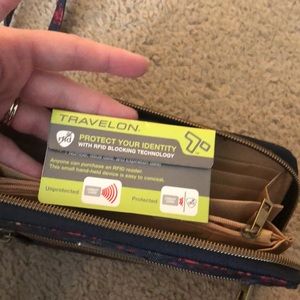 TRAVELON.
PROTECT YOUR IDENTITY
WITH RFID BLOCKING TECHNOLOGY
Anyone can purchase an RFID reader.
This small hand-held device is easy to conceal.
Unprotected
Protected